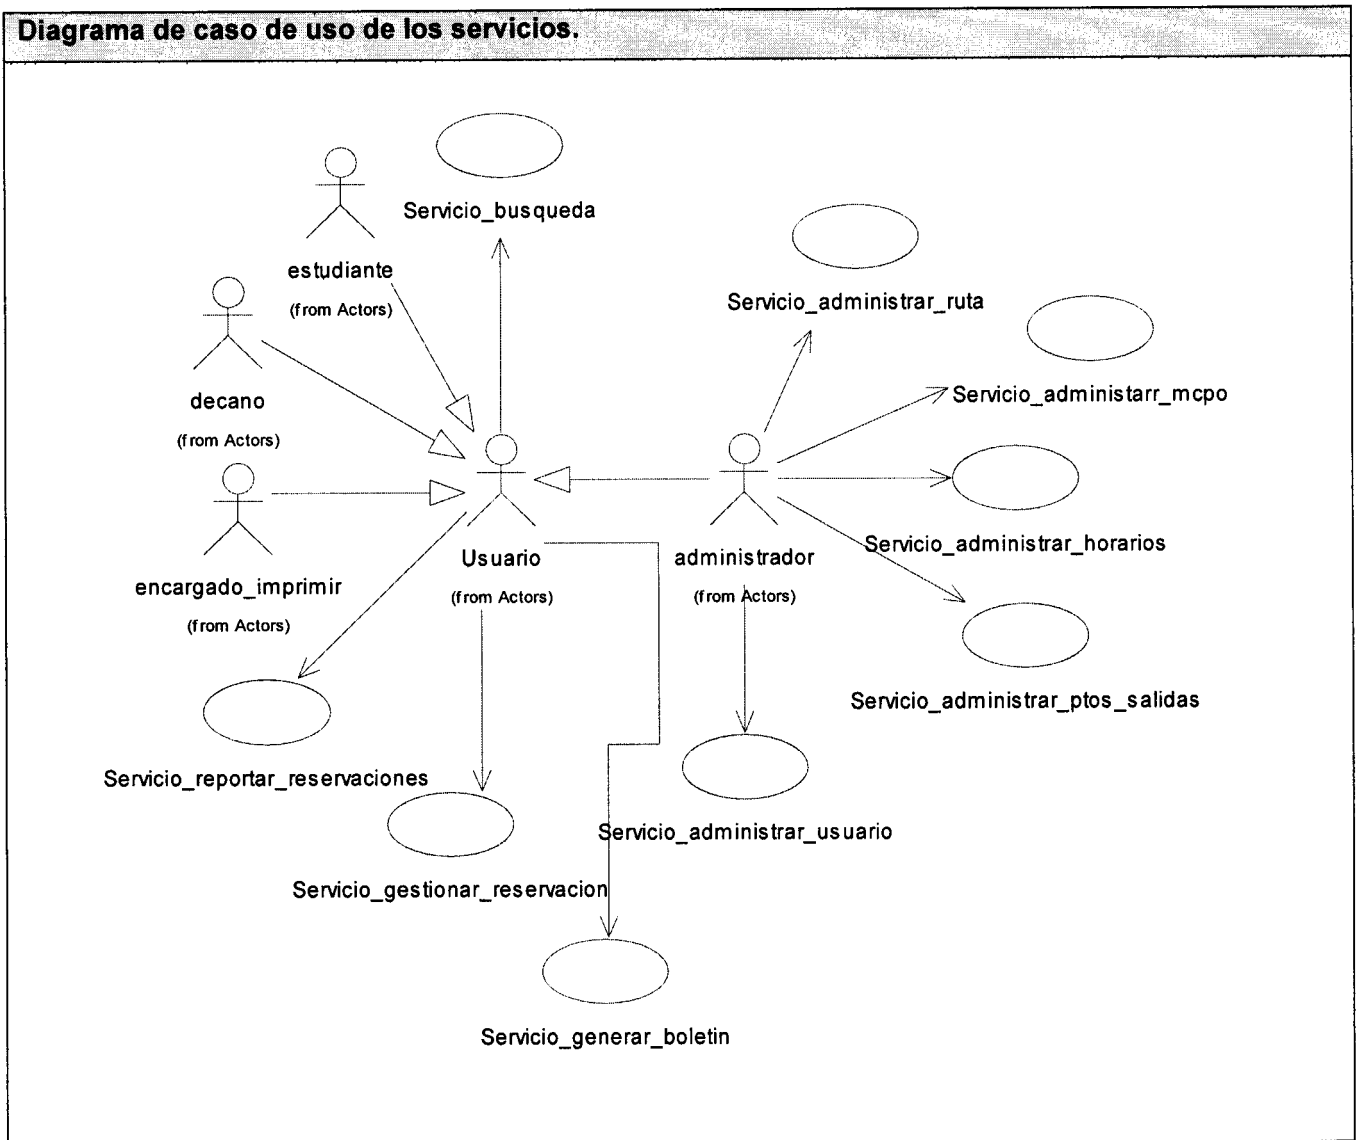 Diagrama de caso de uso de los servicios.
Servicio_busqueda
estudiante
(from Actors)
Servicio_administrar_ruta
decano
(from Actors)
Servicio_administarr_mcpo
encargado_imprimir
(from Actors)
Usuario
(from Actors)
administrador
(from Actors)
Servicio_administrar_horarios
Servicio_administrar_ptos_salidas
Servicio_reportar_reservaciones
Servicio_administrar_usuario
Servicio_gestionar_reservacion
Servicio_generar_boletin